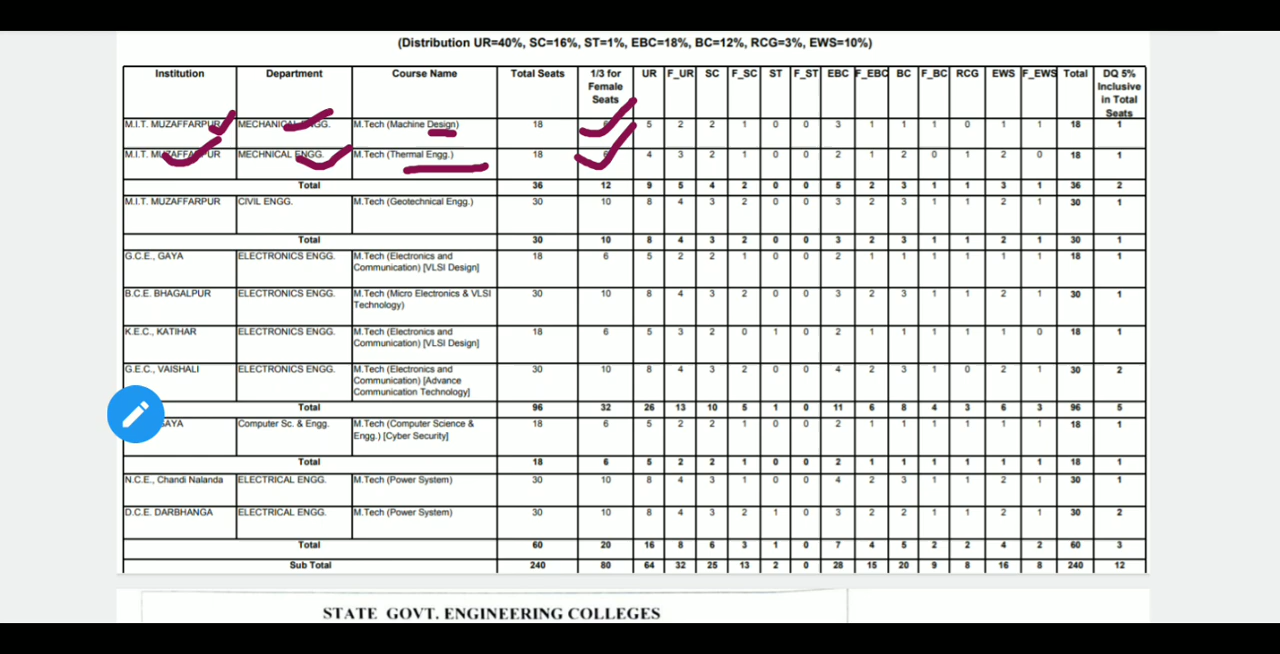 (Distribution UR=40%, SC=16%, ST=1%, EBC=18%, BC=12%, RCG=3%, EWS=10%)
Institution Department Course Name Total Seats 1/3 for Female Seats UR F_UR SC F_SC ST F_ST EBC F_EBC BC F_BC RCG EWS F_EWS Total DQ 5% Inclusive in Total Seats
M.I.T. MUZAFFARPUR MECHANICAL ENGG. M.Tech (Machine Design) 18 6 5 2 2 1 0 0 3 1 1 1 0 1 1 18 1
M.I.T. MUZAFFARPUR MECHNICAL ENGG. M.Tech (Thermal Engg.) 18 6 4 3 2 1 0 0 2 1 2 0 1 2 0 18 1
Total 36 12 9 5 4 2 0 0 5 2 3 1 1 3 1 36 2
M.I.T. MUZAFFARPUR CIVIL ENGG. M.Tech (Geotechnical Engg.) 30 10 8 4 3 2 0 0 3 2 3 1 1 2 1 30 1
Total 30 10 8 4 3 2 0 0 3 2 3 1 1 2 1 30 1
G.C.E., GAYA ELECTRONICS ENGG. M.Tech (Electronics and Communication) [VLSI Design] 18 6 5 2 2 1 0 0 2 1 1 1 1 1 1 18 1
B.C.E. BHAGALPUR ELECTRONICS ENGG. M.Tech (Micro Electronics & VLSI Technology) 30 10 8 4 3 2 0 0 3 2 3 1 1 2 1 30 1
K.E.C., KATIHAR ELECTRONICS ENGG. M.Tech (Electronics and Communication) [VLSI Design] 18 6 5 3 2 0 1 0 2 1 1 1 1 1 0 18 1
G.E.C., VAISHALI ELECTRONICS ENGG. M.Tech (Electronics and Communication) [Advance Communication Technology] 30 10 8 4 3 2 0 0 4 2 3 1 0 2 1 30 2
Total 96 32 26 13 10 5 1 0 11 6 8 4 3 6 3 96 5
GAYA Computer Sc. & Engg. M.Tech (Computer Science & Engg.) [Cyber Security] 18 6 5 2 2 1 0 0 2 1 1 1 1 1 1 18 1
Total 18 6 5 2 2 1 0 0 2 1 1 1 1 1 1 18 1
N.C.E., Chandi Nalanda ELECTRICAL ENGG. M.Tech (Power System) 30 10 8 4 3 1 0 0 4 2 3 1 1 2 1 30 1
D.C.E. DARBHANGA ELECTRICAL ENGG. M.Tech (Power System) 30 10 8 4 3 2 1 0 3 2 2 1 1 2 1 30 2
Total 60 20 16 8 6 3 1 0 7 4 5 2 2 4 2 60 3
Sub Total 240 80 64 32 25 13 2 0 28 15 20 9 8 16 8 240 12
STATE GOVT. ENGINEERING COLLEGES